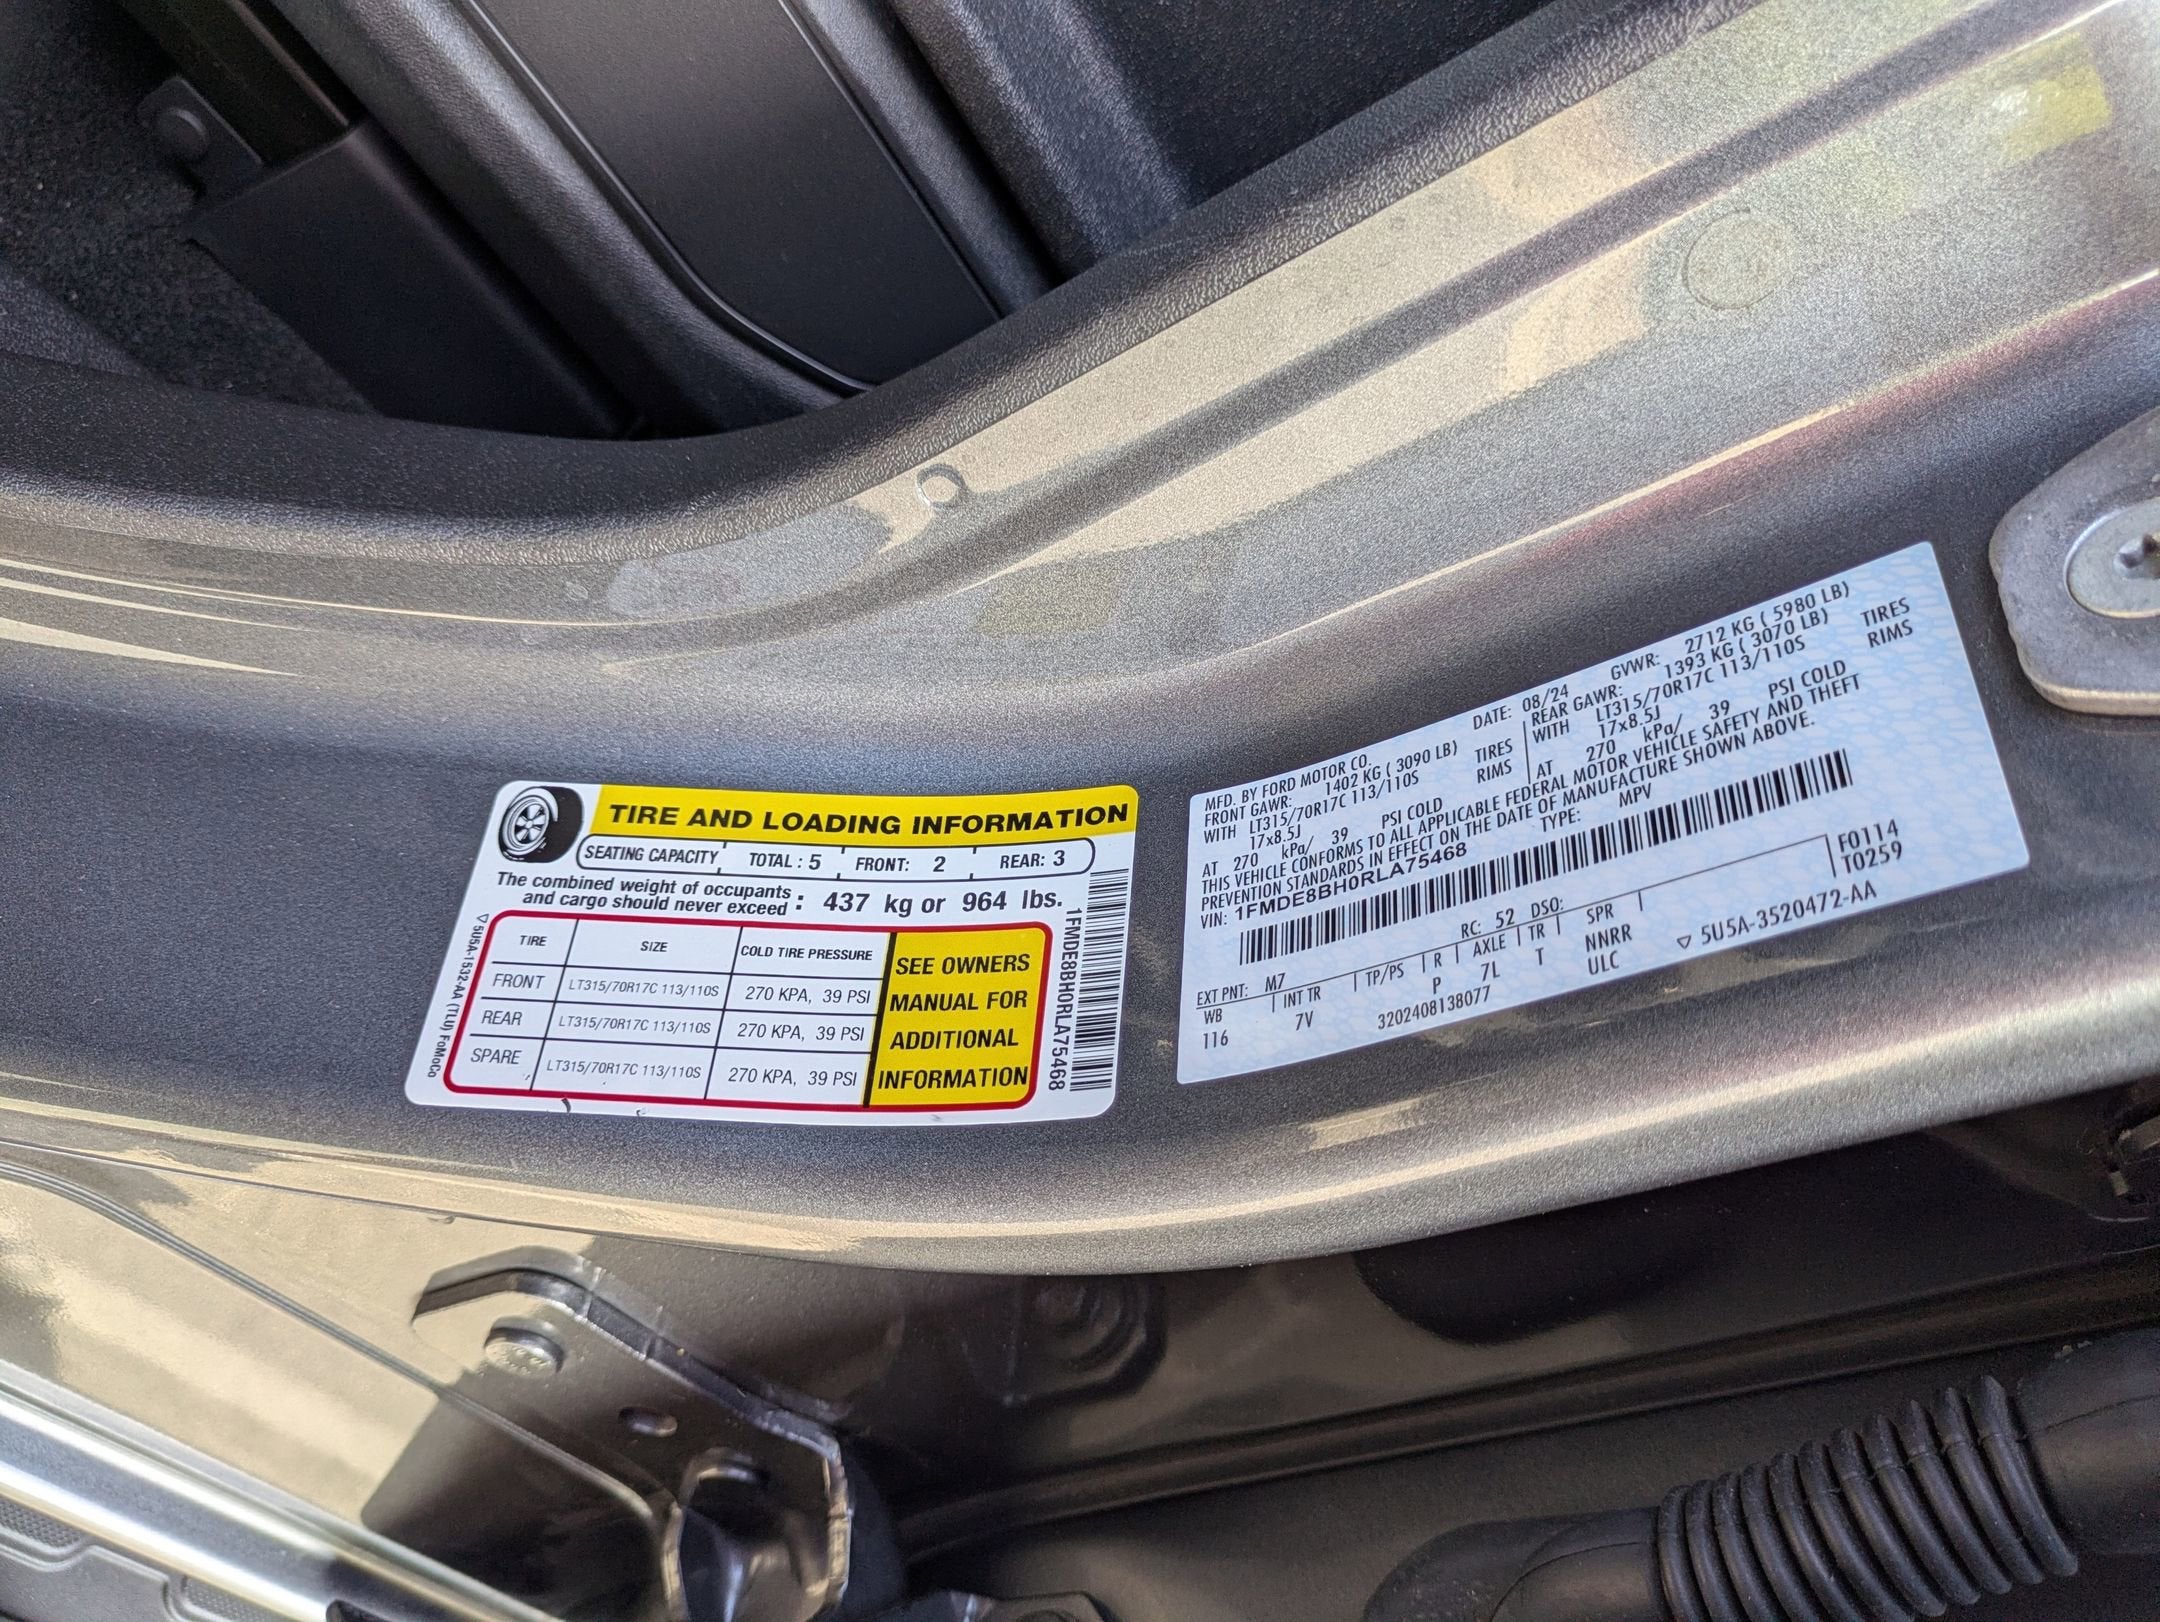 TIRE AND LOADING INFORMATION
SEATING CAPACITY TOTAL : 5 FRONT: 2 REAR: 3
The combined weight of occupants
and cargo should never exceed : 437 kg or 964 lbs.
TIRE SIZE COLD TIRE PRESSURE
FRONT LT315/70R17C 113/110S 270 KPA, 39 PSI
REAR LT315/70R17C 113/110S 270 KPA, 39 PSI
SPARE LT315/70R17C 113/110S 270 KPA, 39 PSI
SEE OWNERS
MANUAL FOR
ADDITIONAL
INFORMATION
5U5A-1532-AA (TLU) FoMoCo
1FMDE8BH0RLA75468
MFD. BY FORD MOTOR CO. DATE: 08/24 GVWR: 2712 KG ( 5980 LB)
FRONT GAWR: 1402 KG ( 3090 LB) REAR GAWR: 1393 KG ( 3070 LB)
WITH LT315/70R17C 113/110S TIRES WITH LT315/70R17C 113/110S TIRES
17x8.5J RIMS 17x8.5J RIMS
AT 270 kPa/ 39 PSI COLD AT 270 kPa/ 39 PSI COLD
THIS VEHICLE CONFORMS TO ALL APPLICABLE FEDERAL MOTOR VEHICLE SAFETY AND THEFT
PREVENTION STANDARDS IN EFFECT ON THE DATE OF MANUFACTURE SHOWN ABOVE.
VIN: 1FMDE8BH0RLA75468 TYPE: MPV
F0114
T0259
EXT PNT: M7 RC: 52 DSO:
WB INT TR TP/PS R AXLE TR SPR
116 7V P 7L T NNRR
ULC
3202408138077
5U5A-3520472-AA